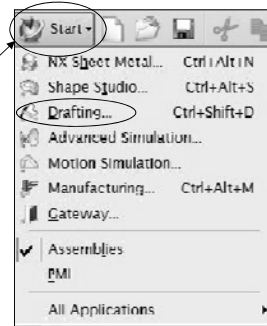 Start
NX Sheet Metal... Ctrl+Alt+N
Shape Studio... Ctrl+Alt+S
Drafting... Ctrl+Shift+D
Advanced Simulation...
Motion Simulation...
Manufacturing... Ctrl+Alt+M
Gateway...
Assemblies
PMI
All Applications